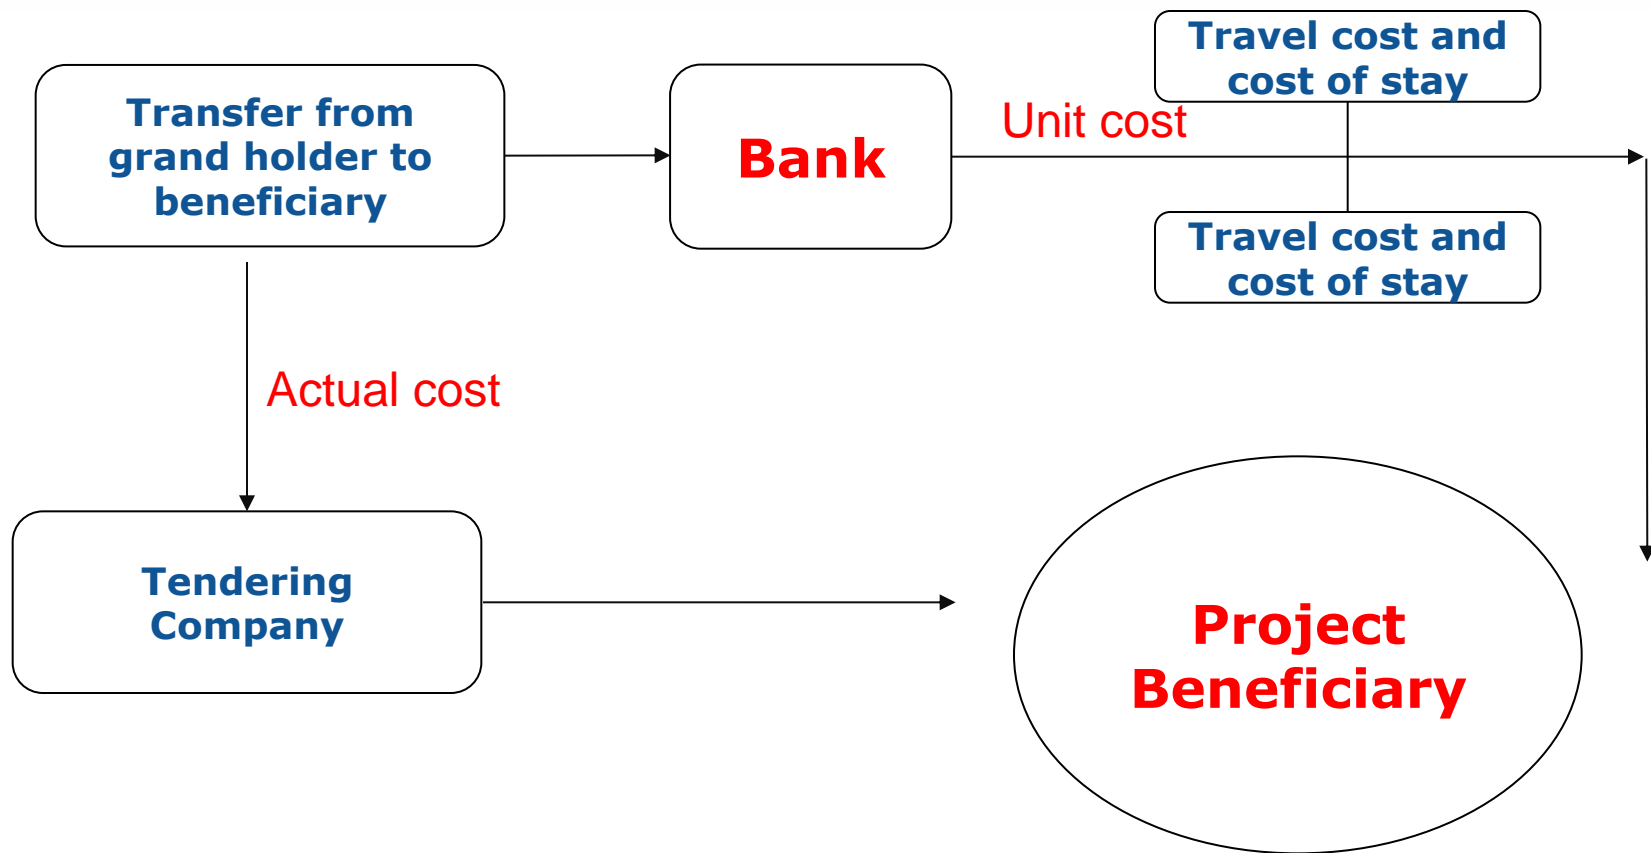 Transfer from
grand holder to
beneficiary
Bank
Unit cost
Travel cost and
cost of stay
Travel cost and
cost of stay
Actual cost
Tendering
Company
Project
Beneficiary